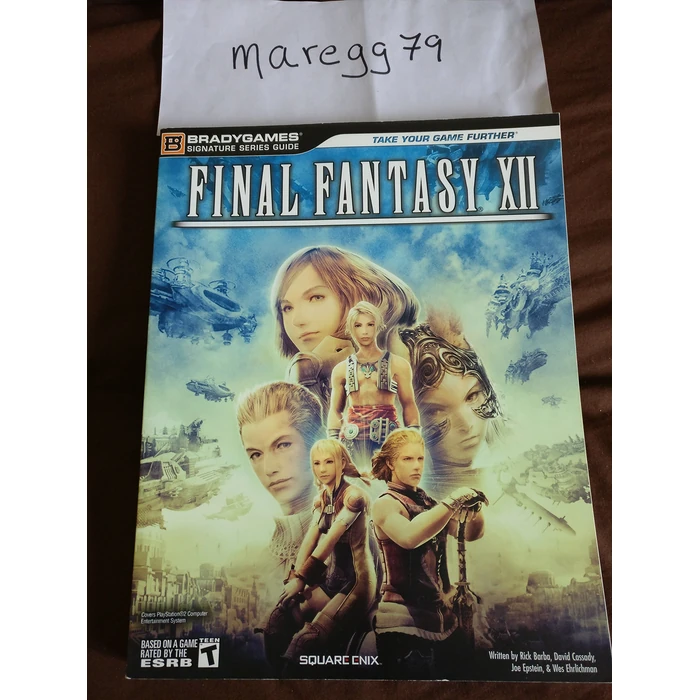 maregg79
BRADYGAMES®
SIGNATURE SERIES GUIDE
TAKE YOUR GAME FURTHER®
FINAL FANTASY XII
Covers PlayStation®2 Computer
Entertainment System
BASED ON A GAME
RATED BY THE
ESRB
TEEN
T
SQUARE ENIX
Written by Rick Barba, David Cassady,
Joe Epstein, & Wes Ehrlichman